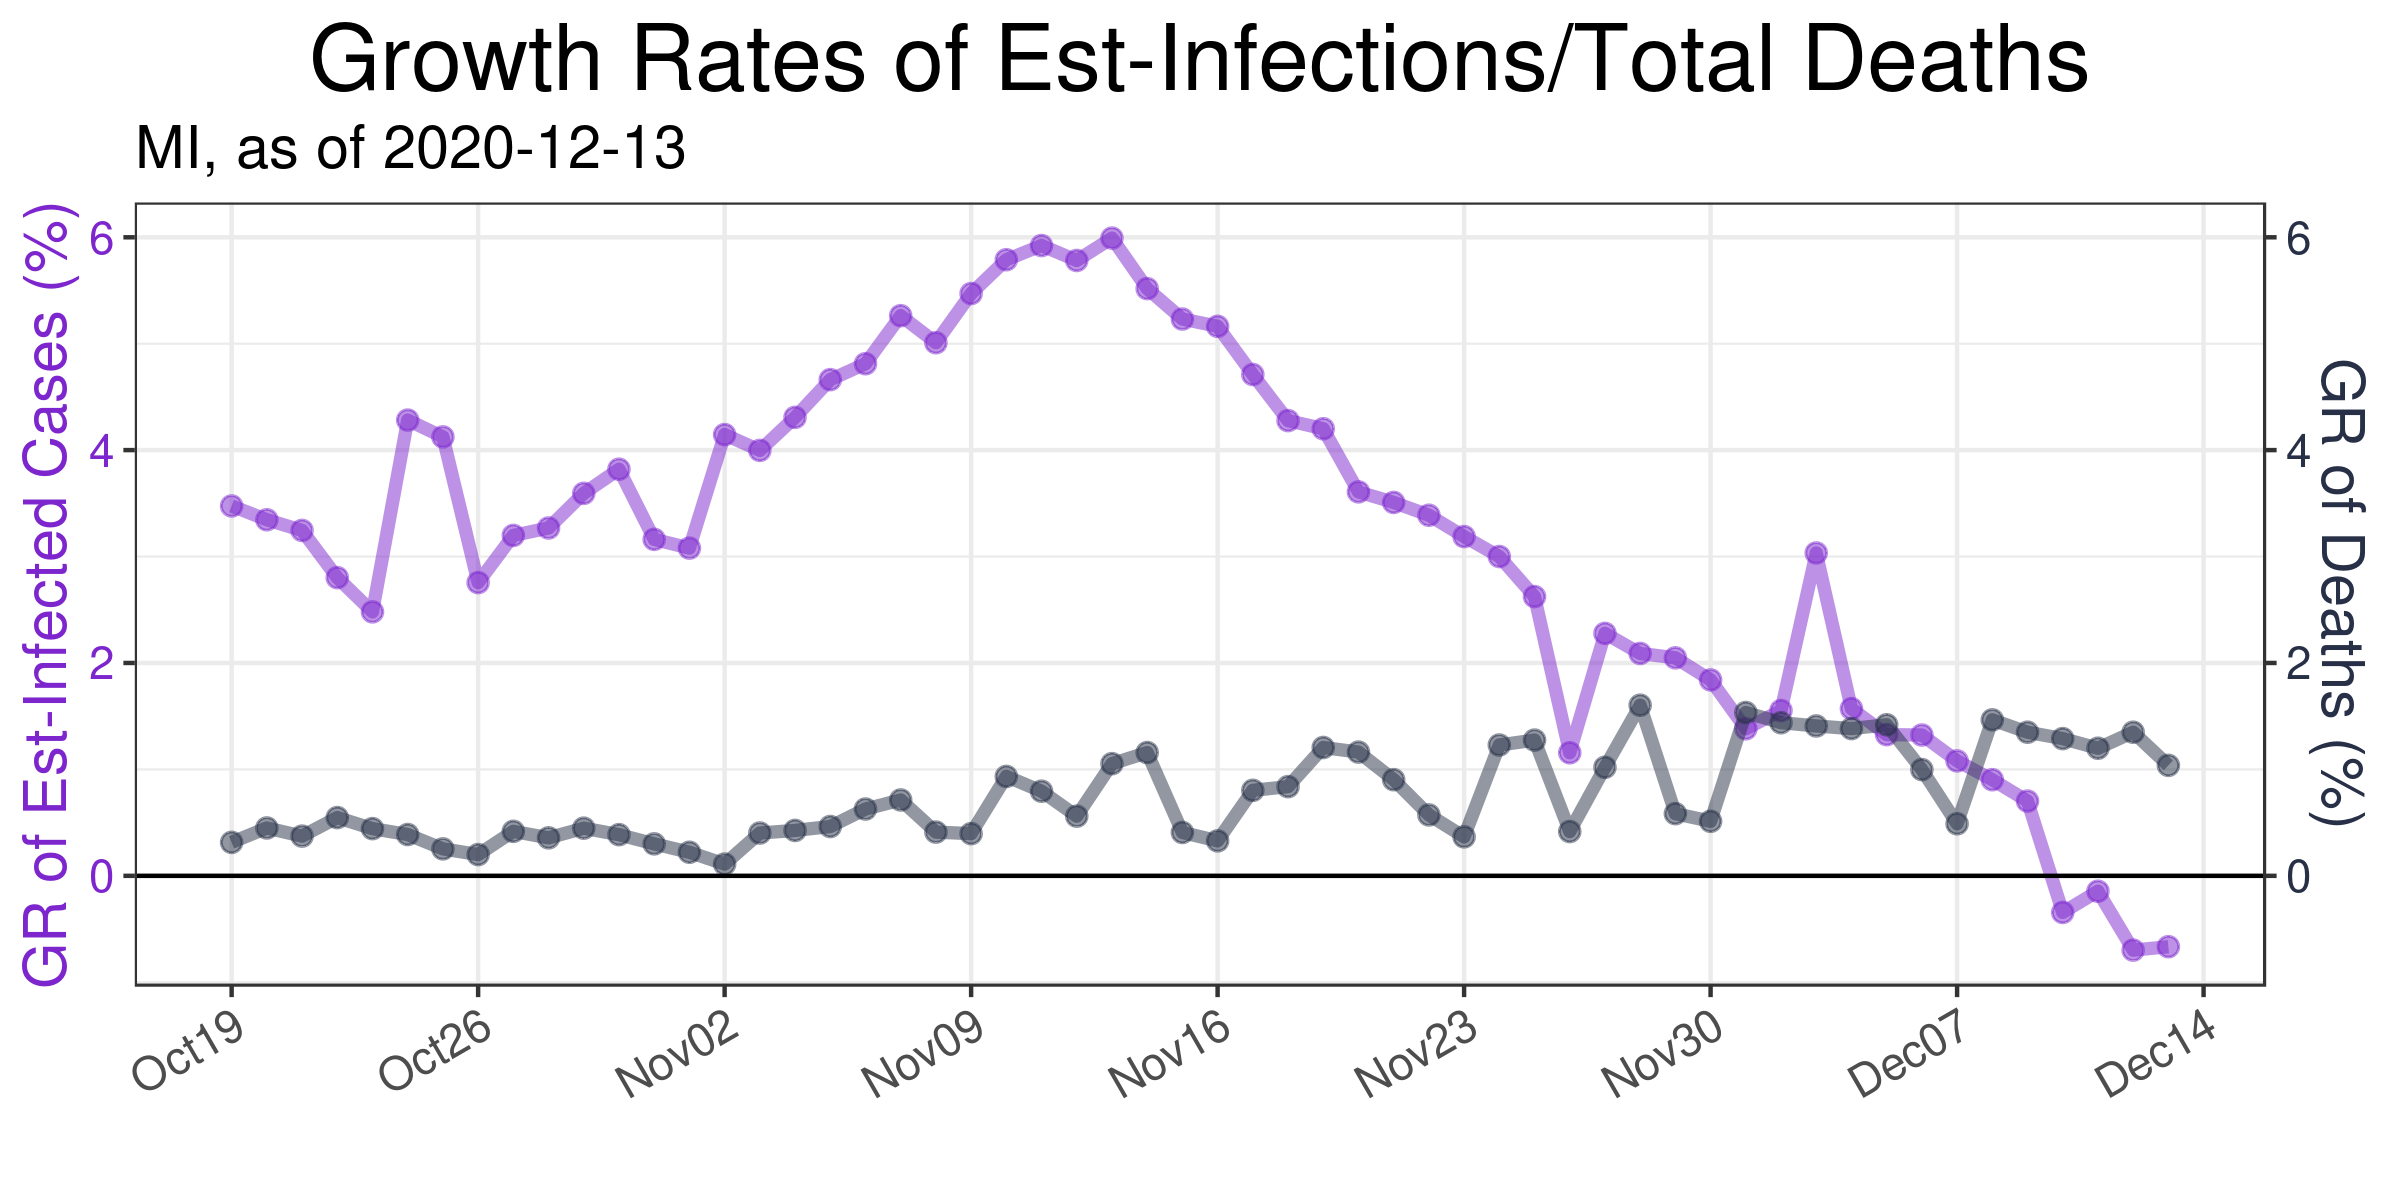 Growth Rates of Est-Infections/Total Deaths
MI, as of 2020-12-13
GR of Est-Infected Cases (%)
6
4
2
0
6
4
2
0
GR of Deaths (%)
Oct19
Oct26
Nov02
Nov09
Nov16
Nov23
Nov30
Dec07
Dec14